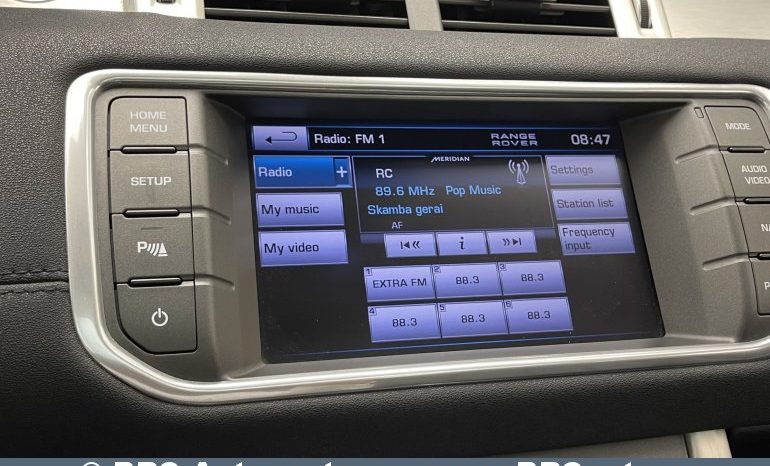 HOME
MENU
SETUP
P
Radio: FM 1
RANGE
ROVER
08:47
MERIDIAN
Radio +
My music
My video
RC
89.6 MHz Pop Music
Skamba gerai
AF
i
Settings
Station list
Frequency
input
1 EXTRA FM
2 88.3
3 88.3
4 88.3
5 88.3
6 88.3
MODE
AUDIO
VIDEO